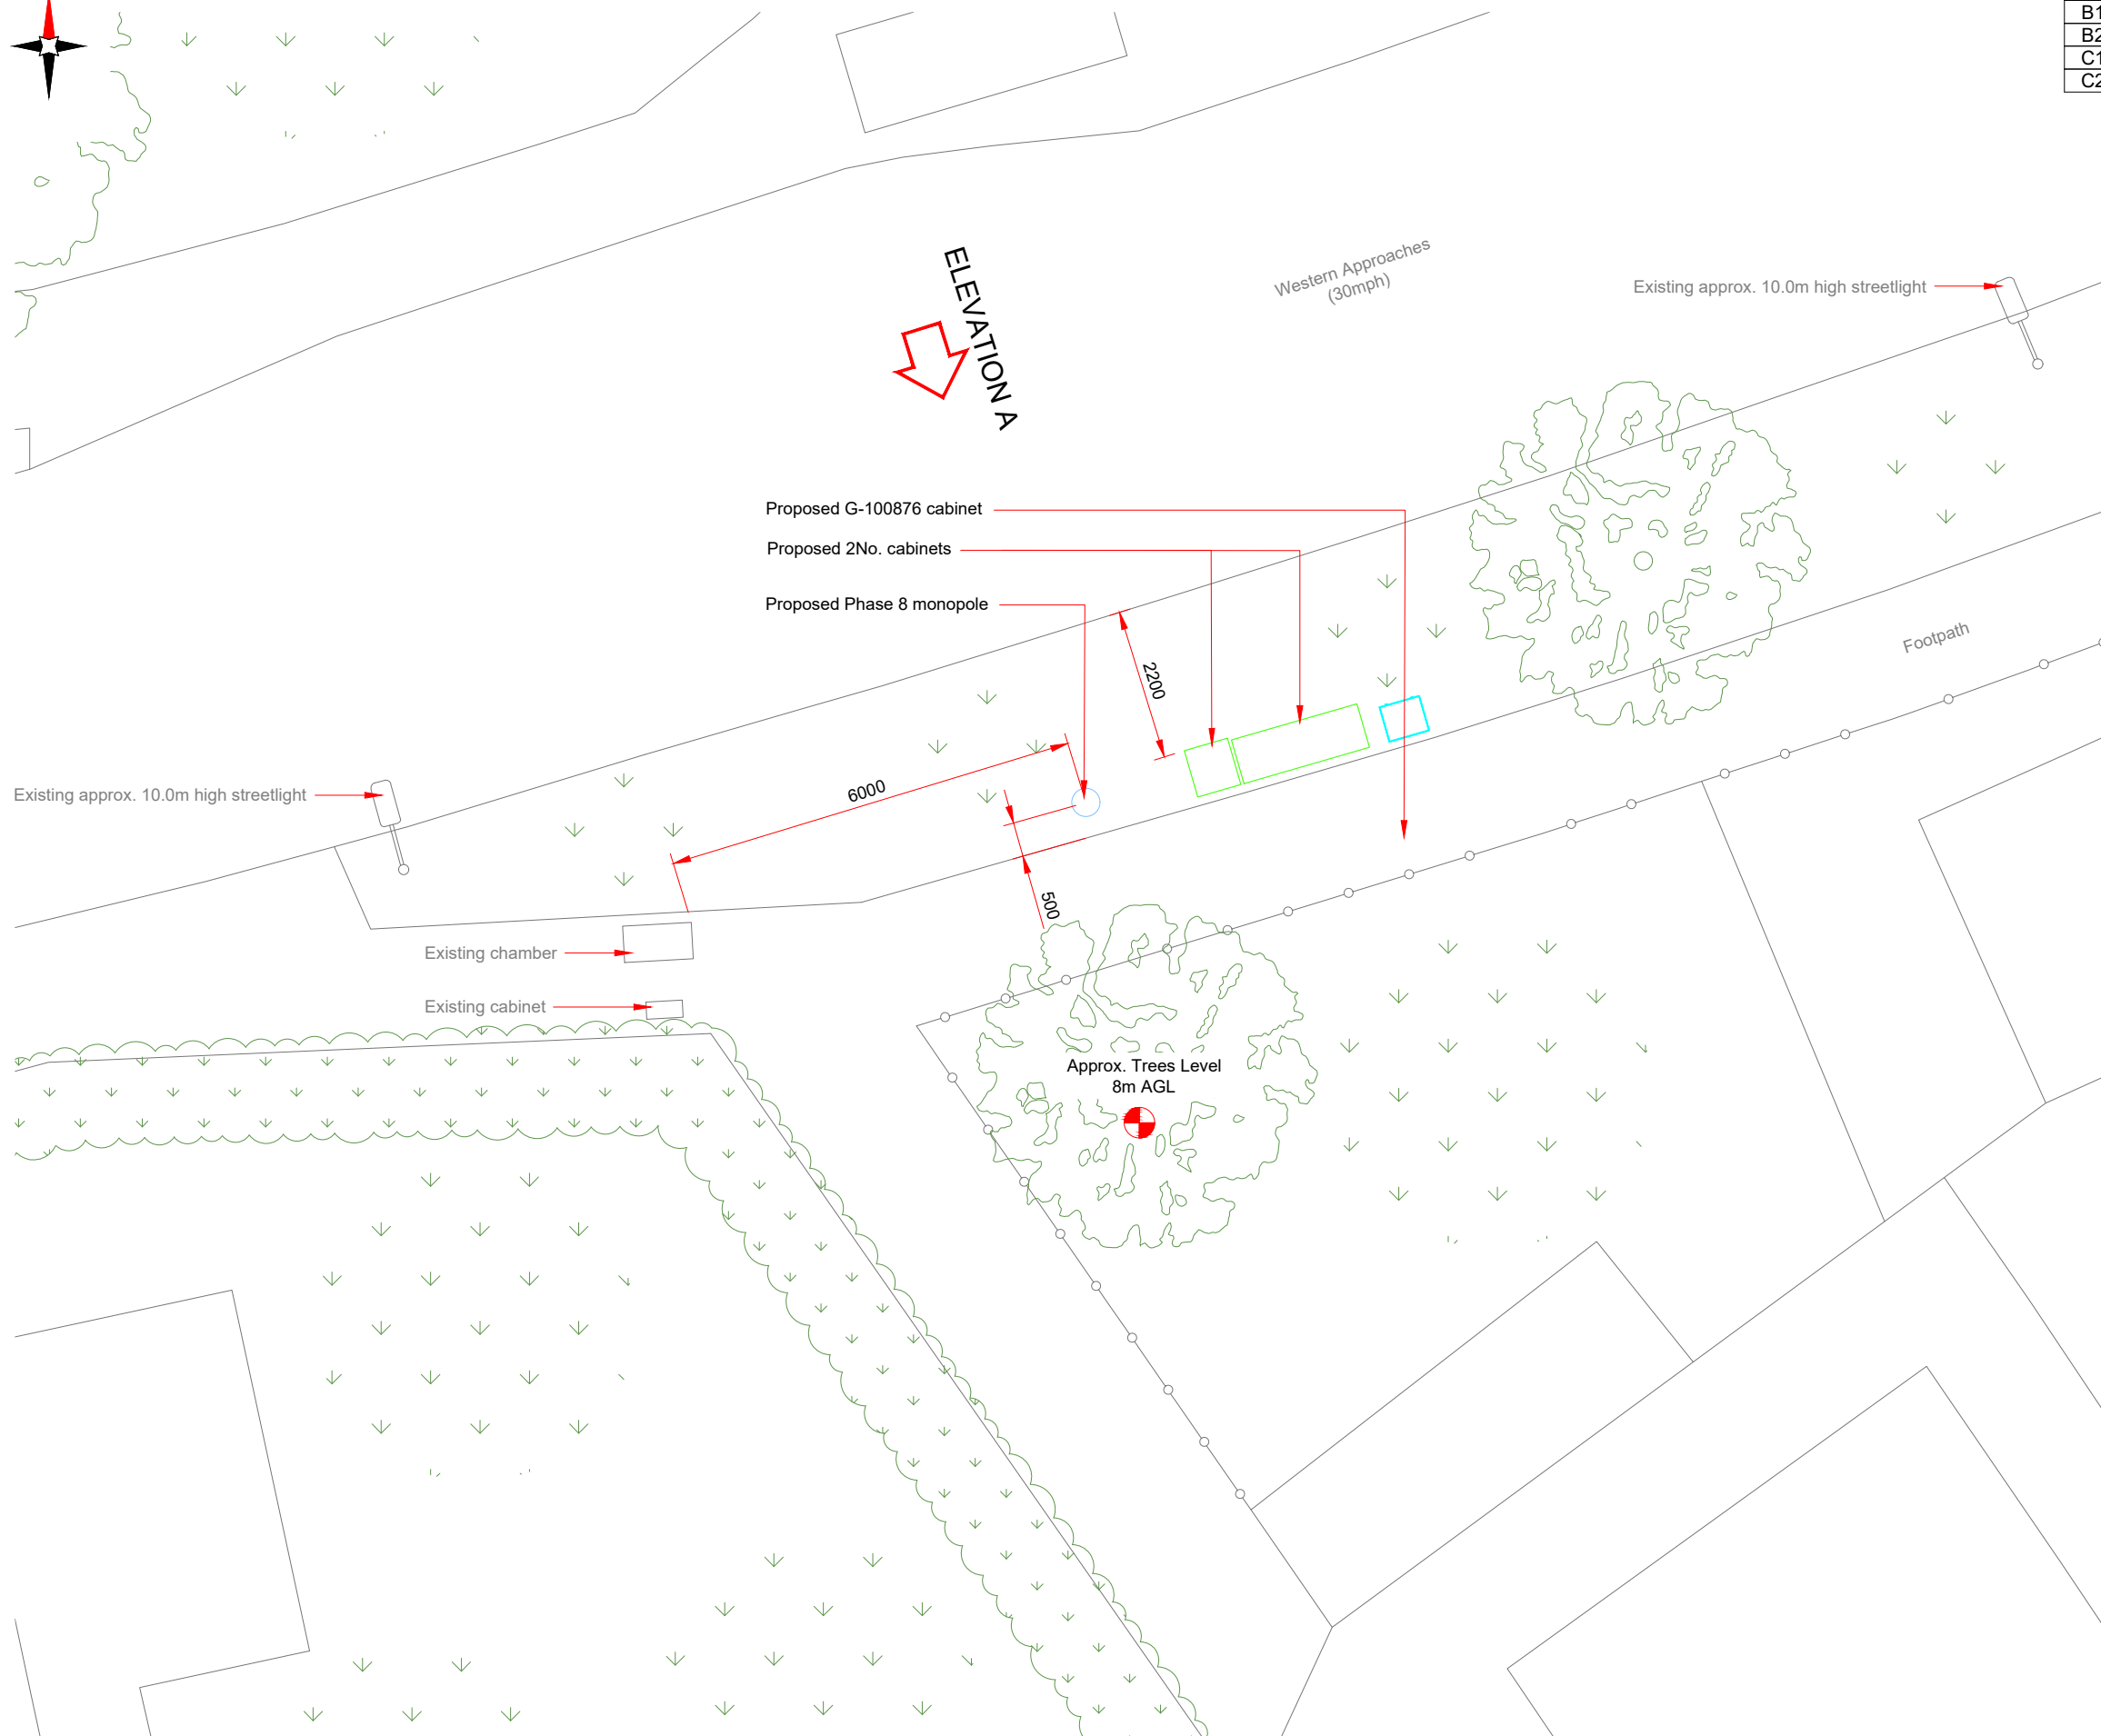 B1
B2
C1
C2
ELEVATION A
Western Approaches
(30mph)
Existing approx. 10.0m high streetlight
Proposed G-100876 cabinet
Proposed 2No. cabinets
Proposed Phase 8 monopole
2200
Footpath
6000
Existing approx. 10.0m high streetlight
500
Existing chamber
Existing cabinet
Approx. Trees Level
8m AGL